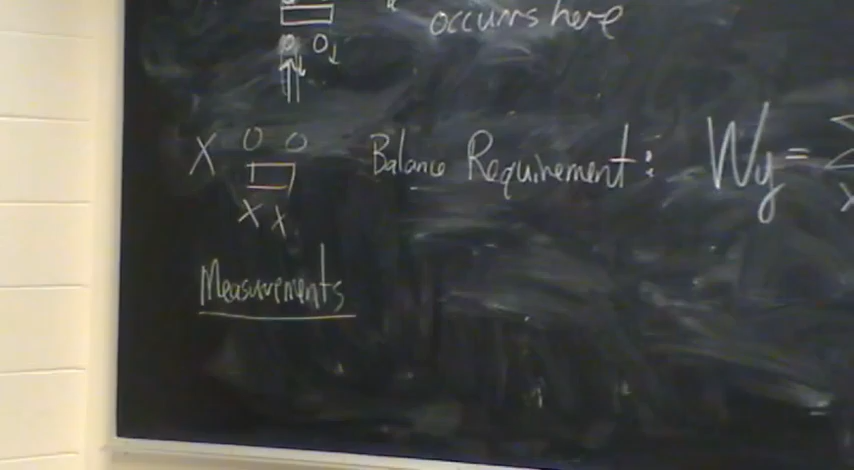 occurs here
O O
X O O
Balance Requirement: Wy = Σ
X X
x
Measurements